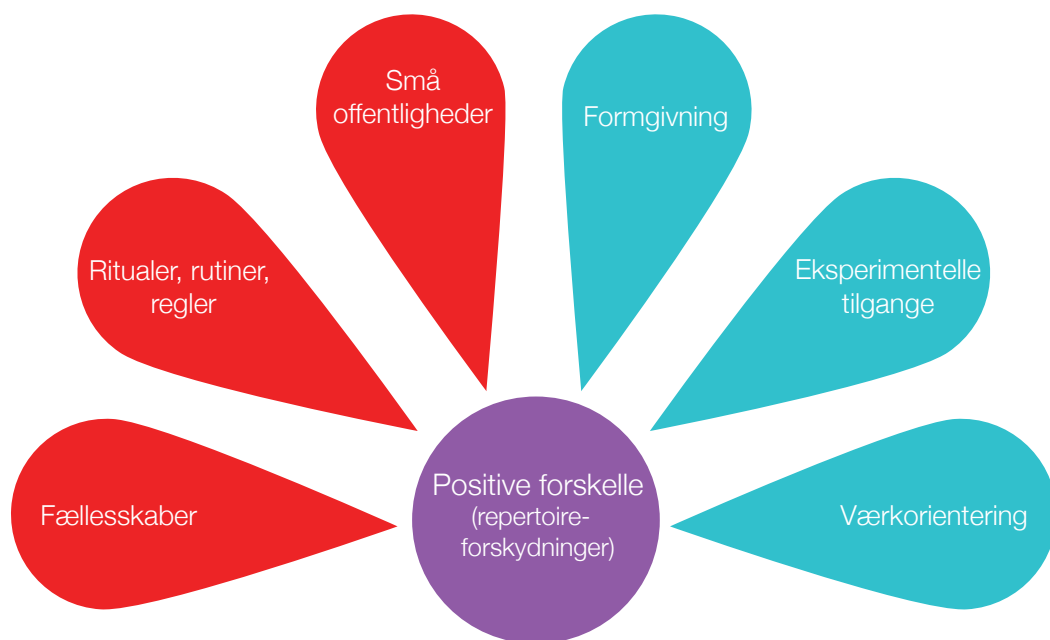 Små
offentligheder
Formgivning
Ritualer, rutiner,
regler
Eksperimentelle
tilgange
Fællesskaber
Positive forskelle
(repertoire-
forskydninger)
Værkorientering